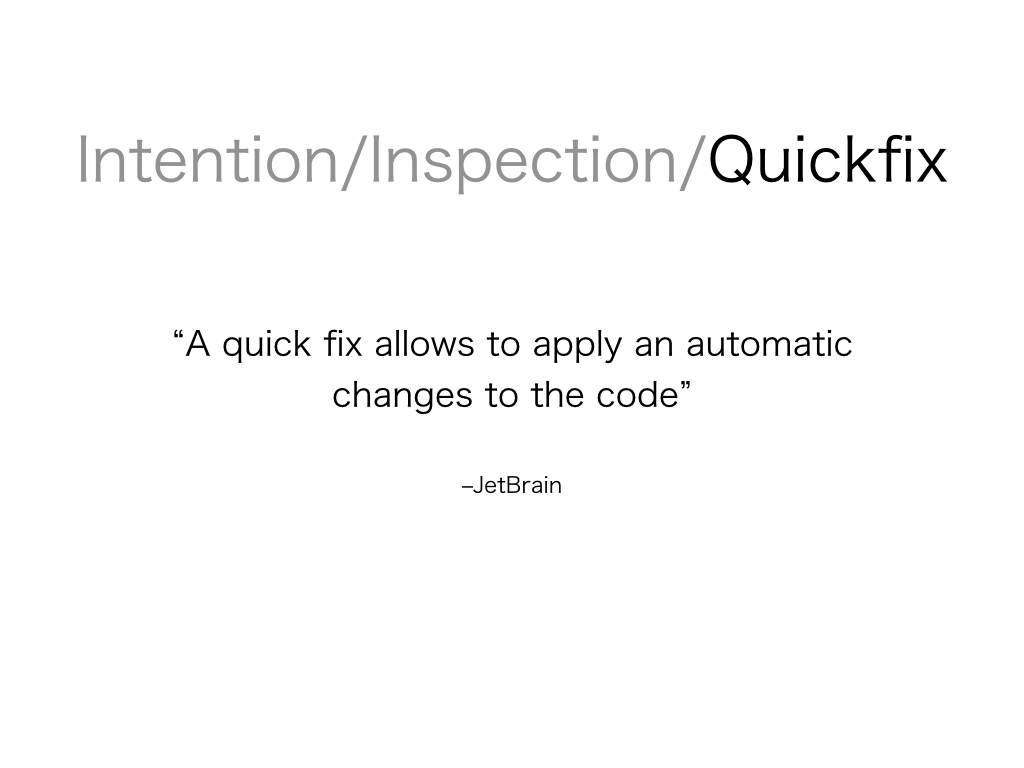 Intention/Inspection/Quickfix
“A quick fix allows to apply an automatic
changes to the code”
–JetBrain